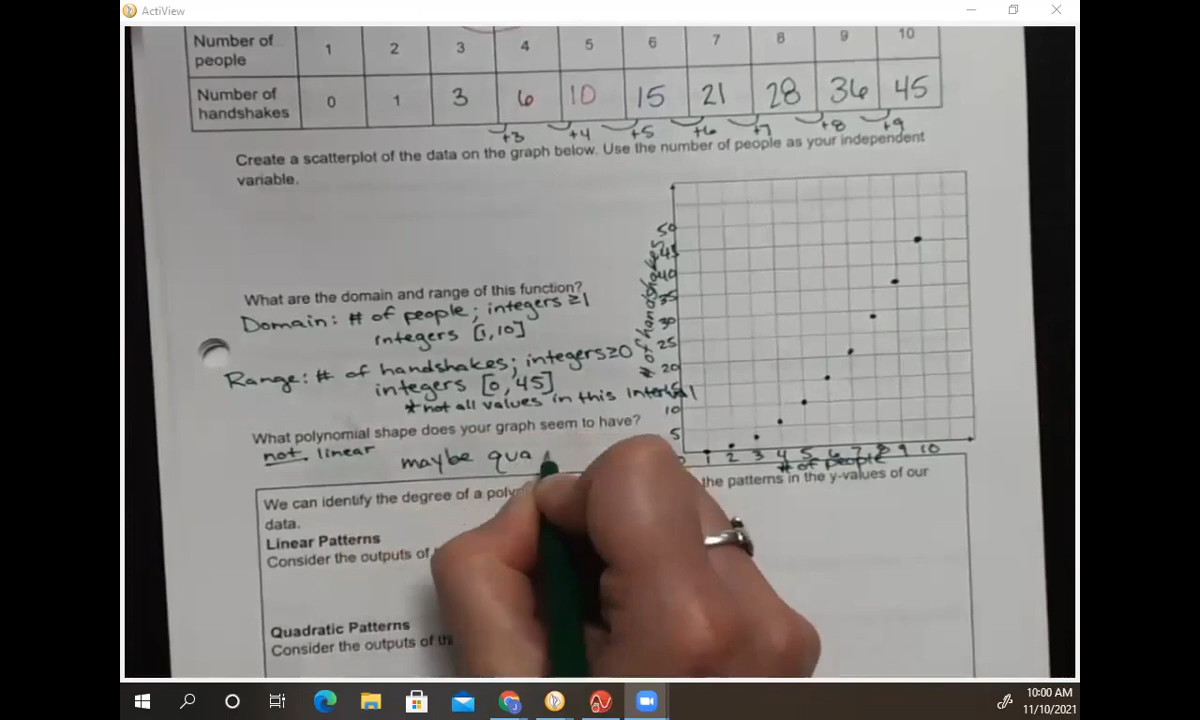 ActiView
Number of people 1 2 3 4 5 6 7 8 9 10
Number of handshakes 0 1 3 6 10 15 21 28 36 45
+3 +4 +5 +6 +7 +8 +9
Create a scatterplot of the data on the graph below. Use the number of people as your independent
variable.
What are the domain and range of this function?
Domain: # of people; integers ≥1
integers [1, 10]
Range: # of handshakes; integers ≥0
integers [0, 45]
* not all values in this interval
What polynomial shape does your graph seem to have?
not linear maybe qua
# of handshakes
50
45
40
35
30
25
20
10
5
0 1 2 3 4 5 6 7 8 9 10
# of people
We can identify the degree of a the patterns in the y-values of our
data.
Linear Patterns
Consider the outputs of
Quadratic Patterns
Consider the outputs of
10:00 AM
11/10/2021